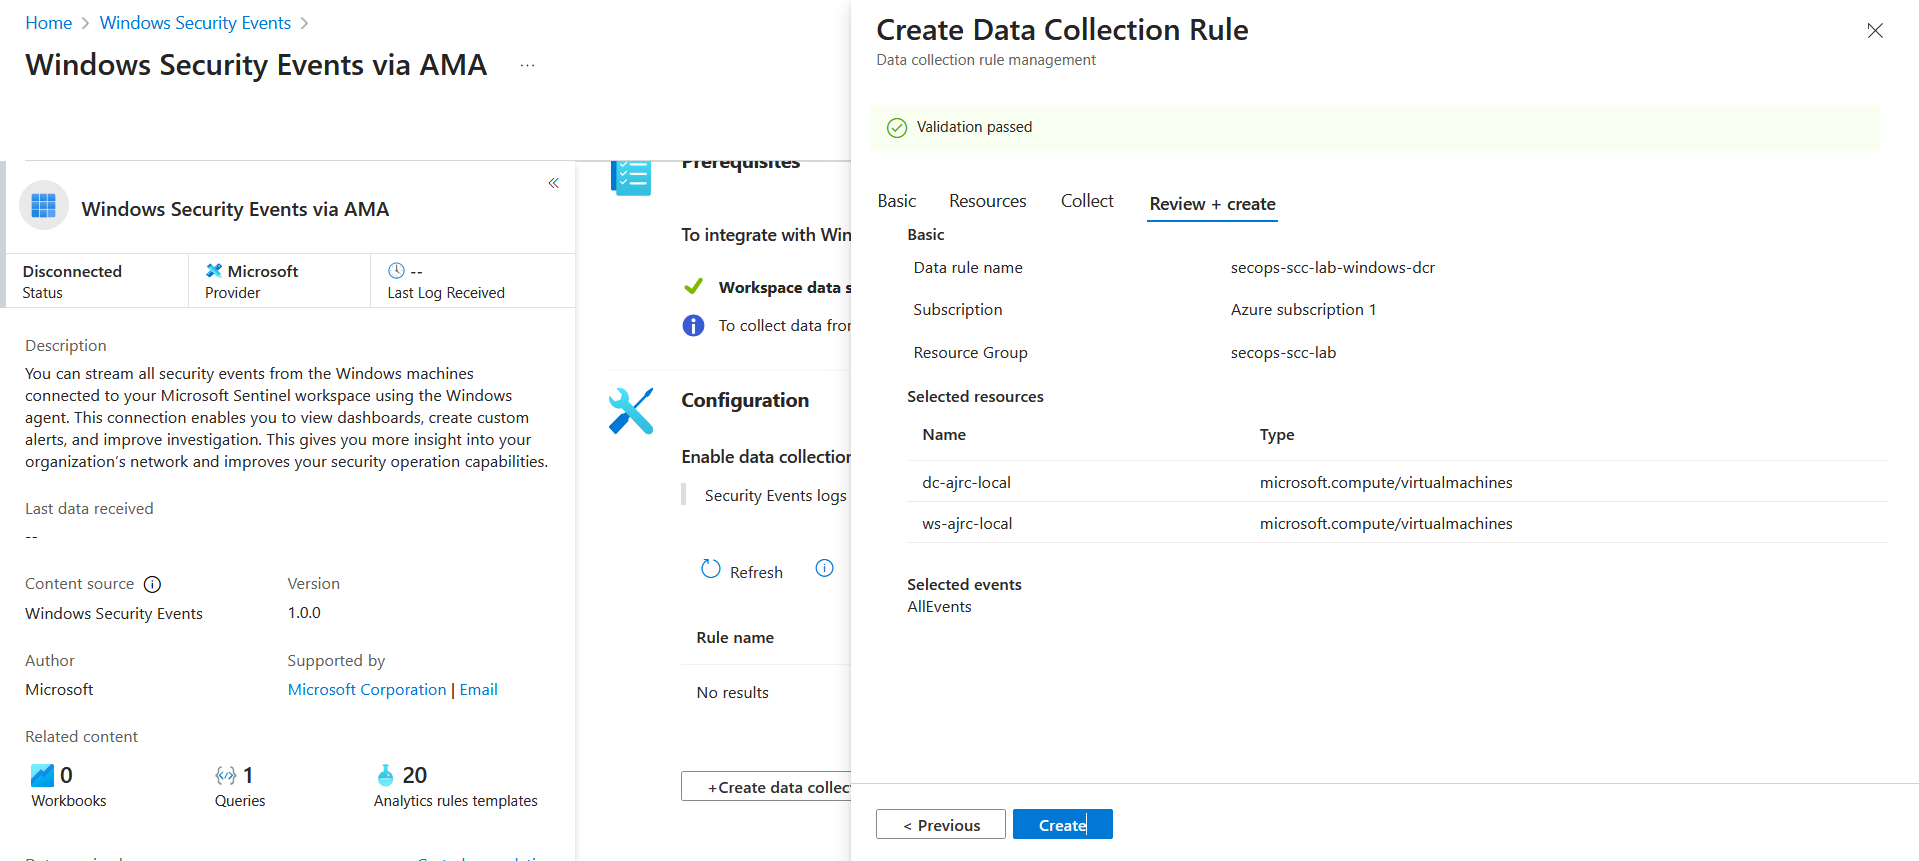 Home > Windows Security Events >
Windows Security Events via AMA ...
«
Windows Security Events via AMA
Disconnected
Status
Microsoft
Provider
--
Last Log Received
Description
You can stream all security events from the Windows machines
connected to your Microsoft Sentinel workspace using the Windows
agent. This connection enables you to view dashboards, create custom
alerts, and improve investigation. This gives you more insight into your
organization’s network and improves your security operation capabilities.
Last data received
--
Content source
Version
Windows Security Events
1.0.0
Author
Supported by
Microsoft
Microsoft Corporation | Email
Related content
0
Workbooks
1
Queries
20
Analytics rules templates
Prerequisites
To integrate with Win
Workspace data s
To collect data from
Configuration
Enable data collection
Security Events logs
Refresh
Rule name
No results
+Create data collect
Create Data Collection Rule
Data collection rule management
Validation passed
Basic Resources Collect Review + create
Basic
Data rule name secops-scc-lab-windows-dcr
Subscription Azure subscription 1
Resource Group secops-scc-lab
Selected resources
Name Type
dc-ajrc-local microsoft.compute/virtualmachines
ws-ajrc-local microsoft.compute/virtualmachines
Selected events
AllEvents
< Previous Create